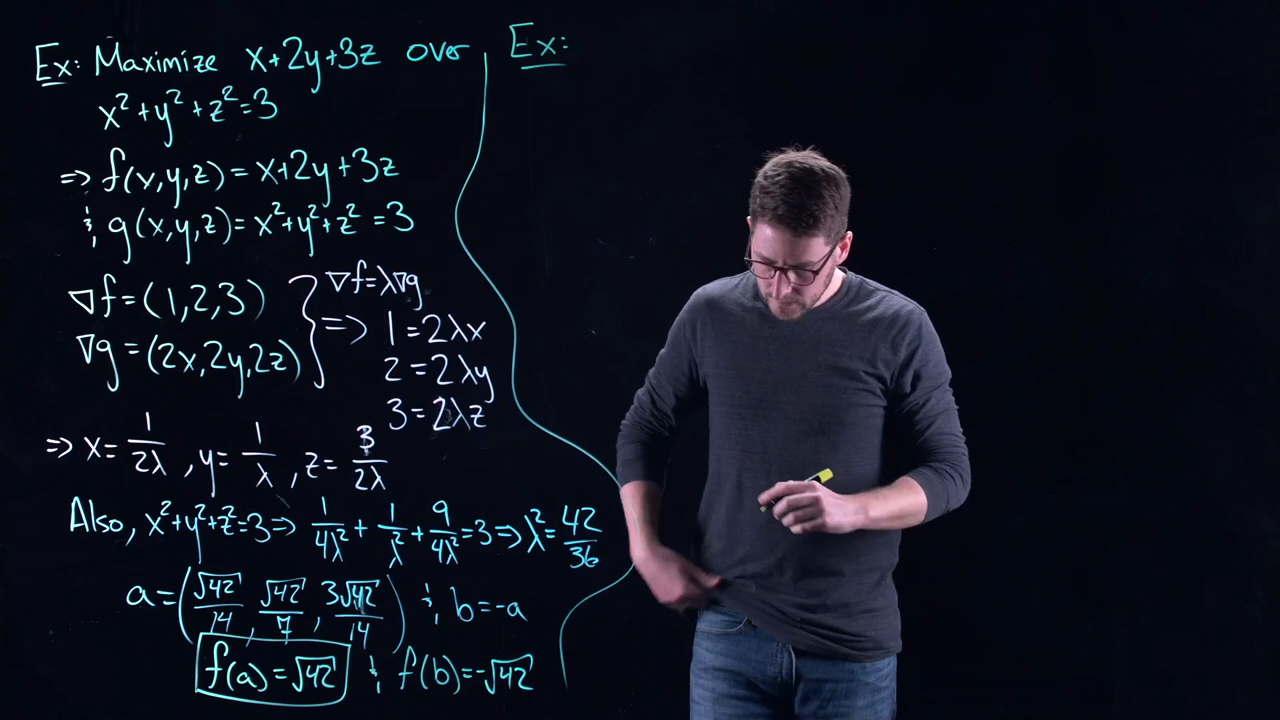 Ex: Maximize x+2y+3z over
x²+y²+z²=3
⇒ f(x,y,z)=x+2y+3z
& g(x,y,z)=x²+y²+z²=3
∇f=(1,2,3)
∇g=(2x,2y,2z)
∇f=λ∇g
⇒ 1=2λx
2=2λy
3=2λz
⇒ x=1/2λ, y=1/λ, z=3/2λ
Also, x²+y²+z²=3 ⇒ 1/4λ²+1/λ²+9/4λ²=3 ⇒ λ²=42/36
a=(√42/14, √42/7, 3√42/14) & b=-a
f(a)=√42 & f(b)=-√42
Ex: